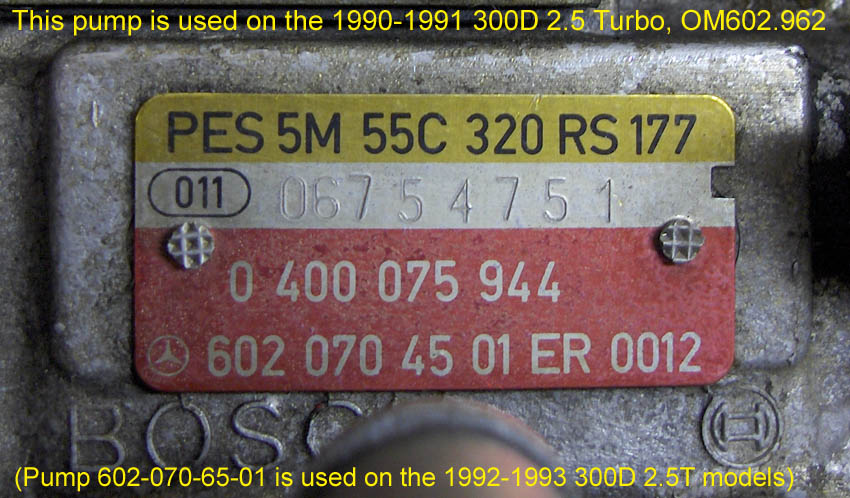 This pump is used on the 1990-1991 300D 2.5 Turbo, OM602.962
PES 5M 55C 320 RS 177
011 06754751
0 400 075 944
602 070 45 01 ER 0012
BOSC
(Pump 602-070-65-01 is used on the 1992-1993 300D 2.5T models)